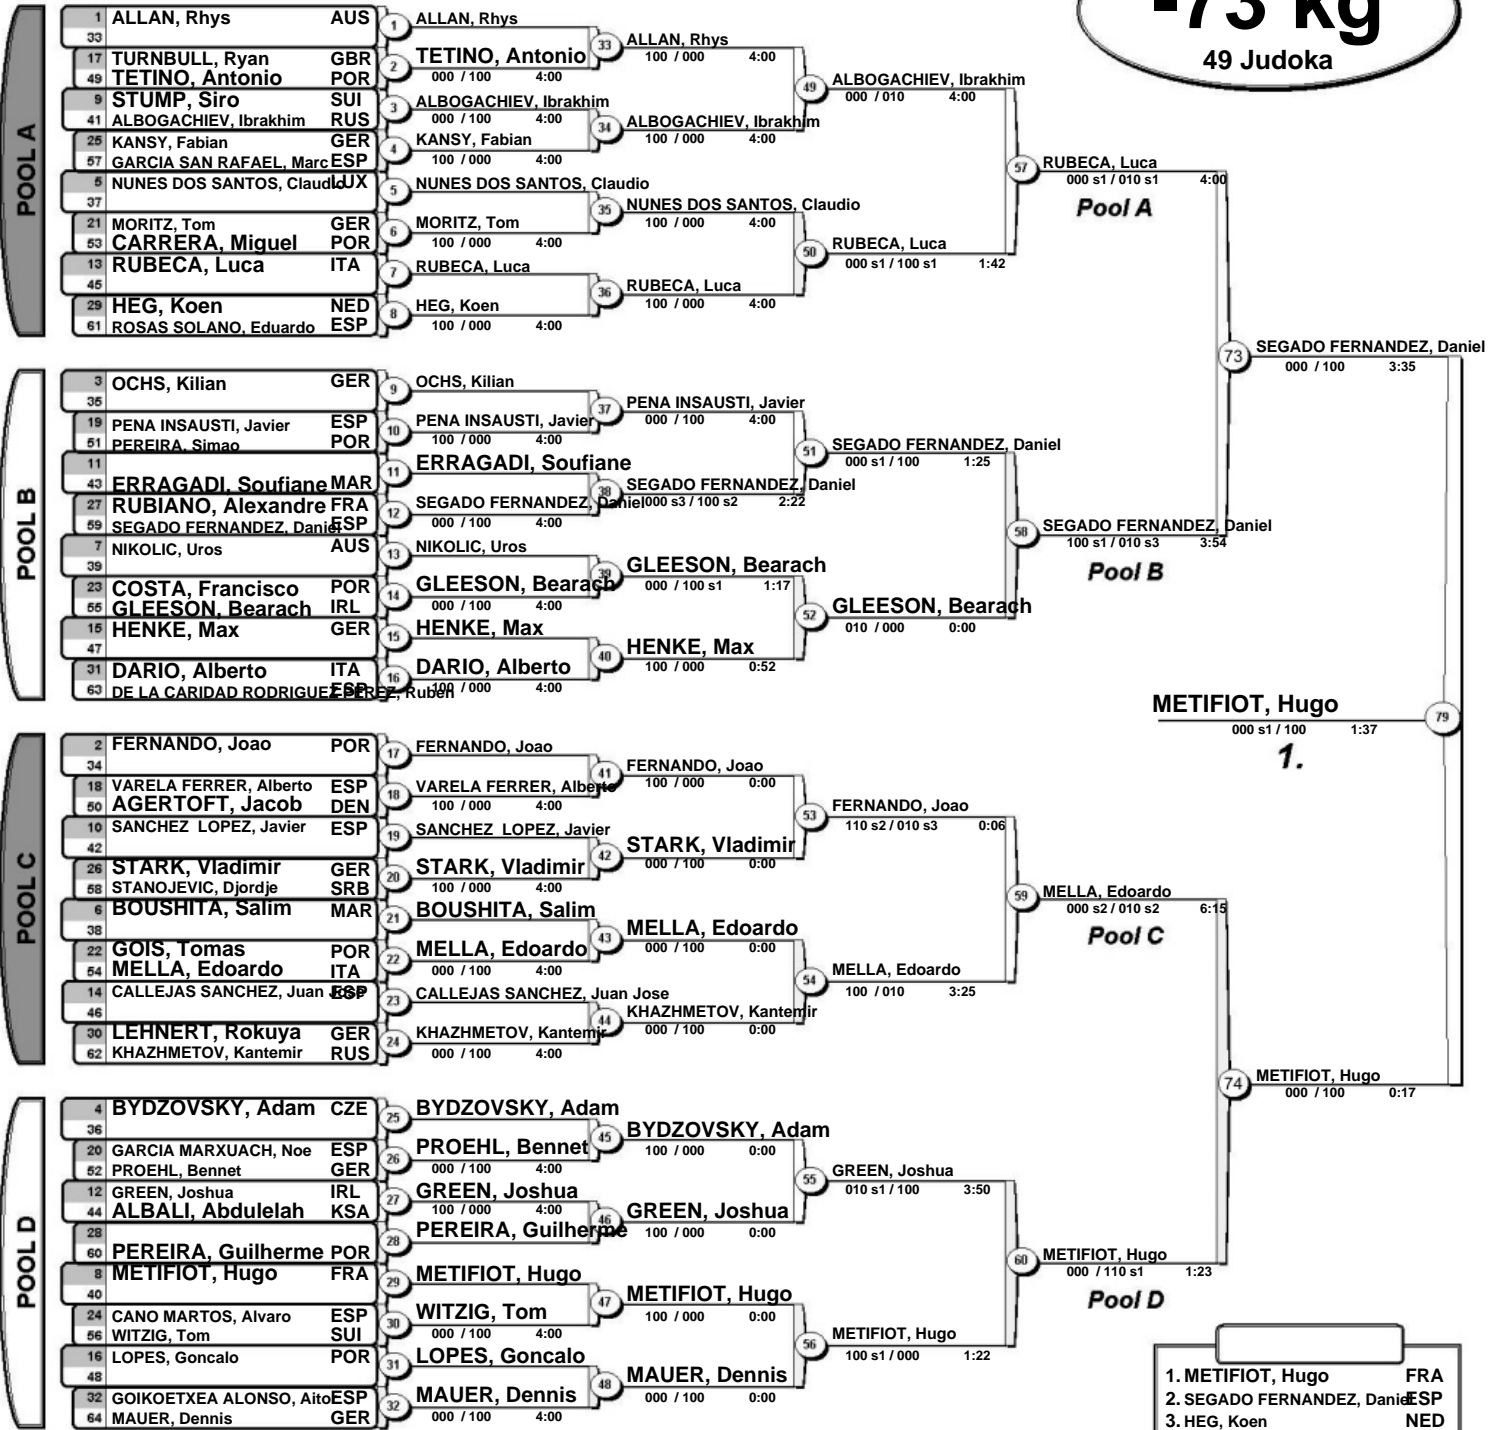 -73 kg
49 Judoka
POOL A
1 ALLAN, Rhys AUS
33
17 TURNBULL, Ryan GBR
49 TETINO, Antonio POR
9 STUMP, Siro SUI
41 ALBOGACHIEV, Ibrakhim RUS
25 KANSY, Fabian GER
57 GARCIA SAN RAFAEL, Marc ESP
5 NUNES DOS SANTOS, Claudio LUX
37
21 MORITZ, Tom GER
53 CARRERA, Miguel POR
13 RUBECA, Luca ITA
45
29 HEG, Koen NED
61 ROSAS SOLANO, Eduardo ESP
1 ALLAN, Rhys
2 TETINO, Antonio
000 / 100 4:00
3 ALBOGACHIEV, Ibrakhim
000 / 100 4:00
4 KANSY, Fabian
100 / 000 4:00
5 NUNES DOS SANTOS, Claudio
6 MORITZ, Tom
100 / 000 4:00
7 RUBECA, Luca
8 HEG, Koen
100 / 000 4:00
33 ALLAN, Rhys
100 / 000 4:00
34 ALBOGACHIEV, Ibrakhim
100 / 000 4:00
35 NUNES DOS SANTOS, Claudio
100 / 000 4:00
36 RUBECA, Luca
100 / 000 4:00
49 ALBOGACHIEV, Ibrakhim
000 / 010 4:00
50 RUBECA, Luca
000 s1 / 100 s1 1:42
57 RUBECA, Luca
000 s1 / 010 s1 4:00
Pool A
POOL B
3 OCHS, Kilian GER
35
19 PENA INSAUSTI, Javier ESP
51 PEREIRA, Simao POR
11
43 ERRAGADI, Soufiane MAR
27 RUBIANO, Alexandre FRA
59 SEGADO FERNANDEZ, Daniel ESP
7 NIKOLIC, Uros AUS
39
23 COSTA, Francisco POR
55 GLEESON, Bearach IRL
15 HENKE, Max GER
47
31 DARIO, Alberto ITA
63 DE LA CARIDAD RODRIGUEZ PEREZ, Ruben ESP
9 OCHS, Kilian
10 PENA INSAUSTI, Javier
100 / 000 4:00
11 ERRAGADI, Soufiane
12 SEGADO FERNANDEZ, Daniel
000 / 100 4:00
13 NIKOLIC, Uros
14 GLEESON, Bearach
000 / 100 4:00
15 HENKE, Max
16 DARIO, Alberto
100 / 000 4:00
37 PENA INSAUSTI, Javier
000 / 100 4:00
38 SEGADO FERNANDEZ, Daniel
000 s3 / 100 s2 2:22
39 GLEESON, Bearach
000 / 100 s1 1:17
40 HENKE, Max
100 / 000 0:52
51 SEGADO FERNANDEZ, Daniel
000 s1 / 100 1:25
52 GLEESON, Bearach
010 / 000 0:00
58 SEGADO FERNANDEZ, Daniel
100 s1 / 010 s3 3:54
Pool B
73 SEGADO FERNANDEZ, Daniel
000 / 100 3:35
METIFIOT, Hugo 79
000 s1 / 100 1:37
1.
POOL C
2 FERNANDO, Joao POR
34
18 VARELA FERRER, Alberto ESP
50 AGERTOFT, Jacob DEN
10 SANCHEZ LOPEZ, Javier ESP
42
26 STARK, Vladimir GER
58 STANOJEVIC, Djordje SRB
6 BOUSHITA, Salim MAR
38
22 GOIS, Tomas POR
54 MELLA, Edoardo ITA
14 CALLEJAS SANCHEZ, Juan Jose ESP
46
30 LEHNERT, Rokuya GER
62 KHAZHMETOV, Kantemir RUS
17 FERNANDO, Joao
18 VARELA FERRER, Alberto
100 / 000 4:00
19 SANCHEZ LOPEZ, Javier
20 STARK, Vladimir
100 / 000 4:00
21 BOUSHITA, Salim
22 MELLA, Edoardo
000 / 100 4:00
23 CALLEJAS SANCHEZ, Juan Jose
24 KHAZHMETOV, Kantemir
000 / 100 4:00
41 FERNANDO, Joao
100 / 000 0:00
42 STARK, Vladimir
000 / 100 0:00
43 MELLA, Edoardo
000 / 100 0:00
44 KHAZHMETOV, Kantemir
000 / 100 0:00
53 FERNANDO, Joao
110 s2 / 010 s3 0:06
54 MELLA, Edoardo
100 / 010 3:25
59 MELLA, Edoardo
000 s2 / 010 s2 6:15
Pool C
74 METIFIOT, Hugo
000 / 100 0:17
POOL D
4 BYDZOVSKY, Adam CZE
36
20 GARCIA MARXUACH, Noe ESP
52 PROEHL, Bennet GER
12 GREEN, Joshua IRL
44 ALBALI, Abdulelah KSA
28
60 PEREIRA, Guilherme POR
8 METIFIOT, Hugo FRA
40
24 CANO MARTOS, Alvaro ESP
56 WITZIG, Tom SUI
16 LOPES, Goncalo POR
48
32 GOIKOETXEA ALONSO, Aito ESP
64 MAUER, Dennis GER
25 BYDZOVSKY, Adam
26 PROEHL, Bennet
000 / 100 4:00
27 GREEN, Joshua
100 / 000 4:00
28 PEREIRA, Guilherme
29 METIFIOT, Hugo
30 WITZIG, Tom
000 / 100 4:00
31 LOPES, Goncalo
32 MAUER, Dennis
000 / 100 4:00
45 BYDZOVSKY, Adam
100 / 000 0:00
46 GREEN, Joshua
100 / 000 0:00
47 METIFIOT, Hugo
100 / 000 0:00
48 MAUER, Dennis
000 / 100 0:00
55 GREEN, Joshua
010 s1 / 100 3:50
56 METIFIOT, Hugo
100 s1 / 000 1:22
60 METIFIOT, Hugo
000 / 110 s1 1:23
Pool D
1. METIFIOT, Hugo FRA
2. SEGADO FERNANDEZ, Daniel ESP
3. HEG, Koen NED